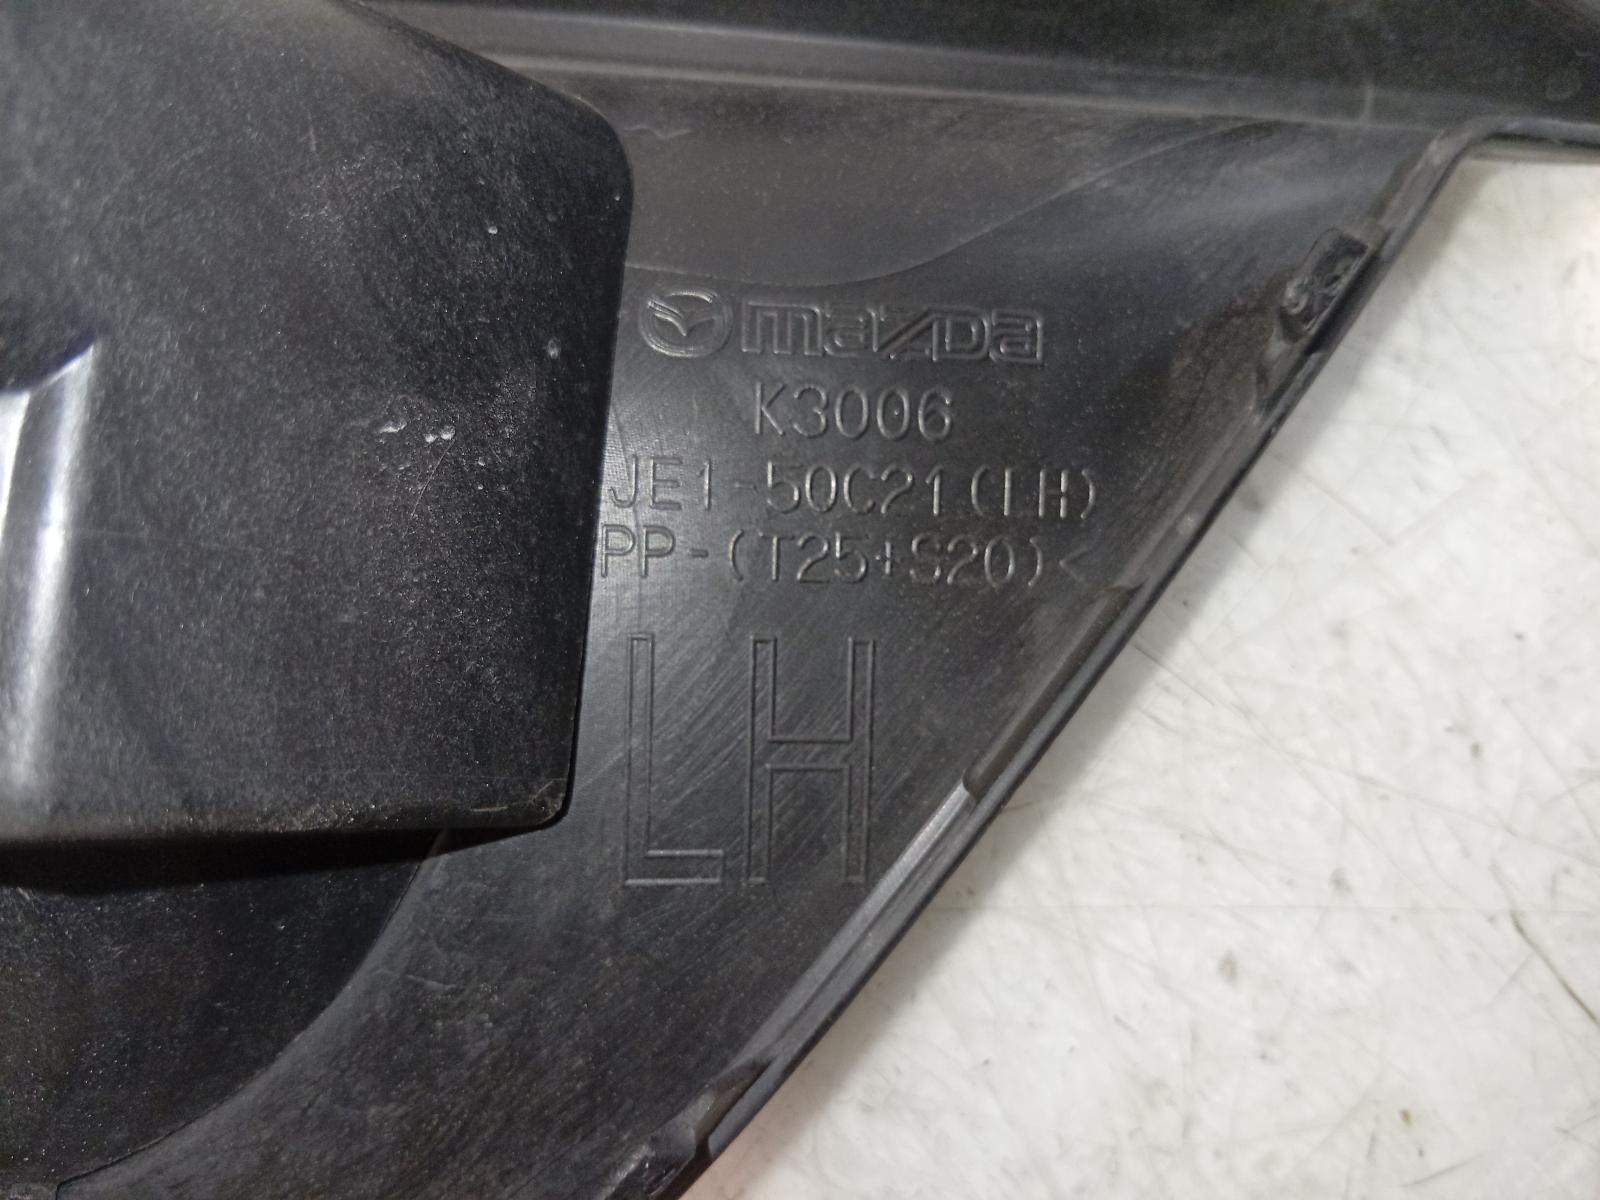 mazda
K3006
JE1-50C21(LH)
PP-(T25+S20)<
LH